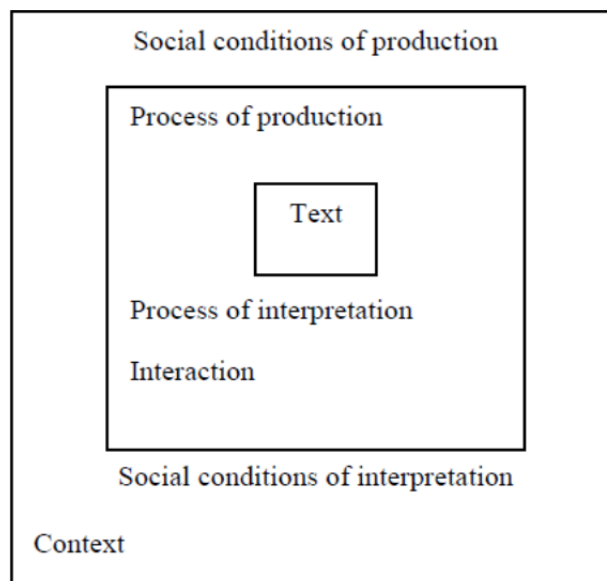 Social conditions of production
Process of production
Text
Process of interpretation
Interaction
Social conditions of interpretation
Context